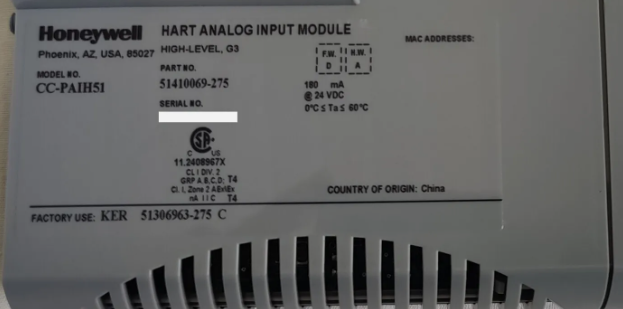 Honeywell
Phoenix, AZ, USA, 85027
HART ANALOG INPUT MODULE
HIGH-LEVEL, G3
MODEL NO.
CC-PAIH51
PART NO.
51410069-275
SERIAL NO.
F.W.
D
H.W.
A
180 mA
@ 24 VDC
0°C ≤ Ta ≤ 60°C
MAC ADDRESSES:
C US
11.2408967X
CL I DIV. 2
GRP A,B,C,D; T4
Cl. I, Zone 2 AEx\Ex
nA IIC T4
COUNTRY OF ORIGIN: China
FACTORY USE: KER 51306963-275 C